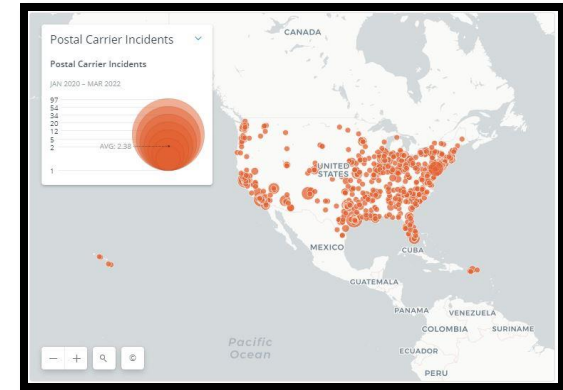 Postal Carrier Incidents
Postal Carrier Incidents
JAN 2020 – MAR 2022
97
54
34
20
12
5
2
AVG: 2.38
1
CANADA
UNITED
STATES
MEXICO
CUBA
GUATEMALA
PANAMA
VENEZUELA
COLOMBIA
SURINAME
ECUADOR
PERU
Pacific
Ocean
− + ©